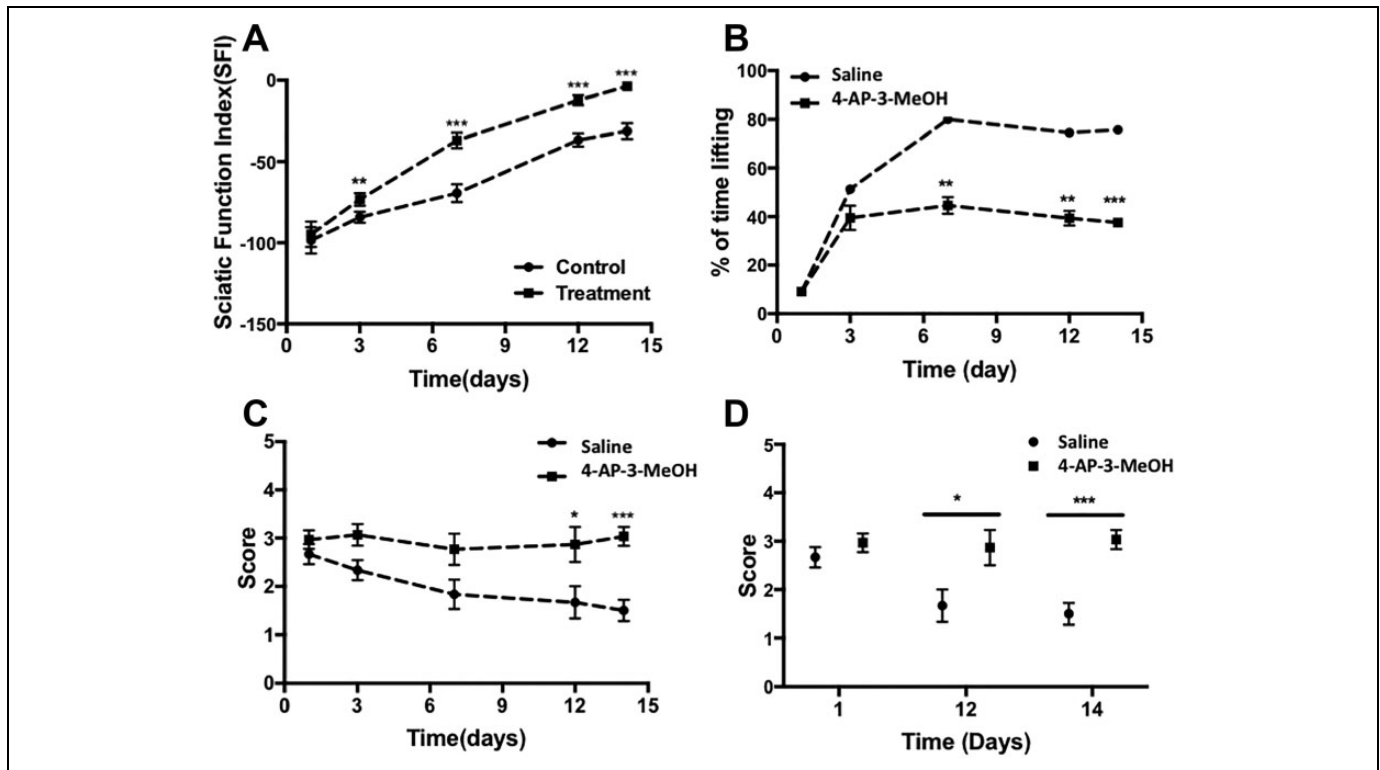 A
Sciatic Function Index(SFI)
0
-50
-100
-150
**
***
***
***
Control
Treatment
0 3 6 9 12 15
Time(days)
B
% of time lifting
100
80
60
40
20
0
Saline
4-AP-3-MeOH
**
**
***
0 3 6 9 12 15
Time (day)
C
Score
5
4
3
2
1
0
Saline
4-AP-3-MeOH
*
***
0 3 6 9 12 15
Time(days)
D
Score
5
4
3
2
1
0
Saline
4-AP-3-MeOH
*
***
1 12 14
Time (Days)